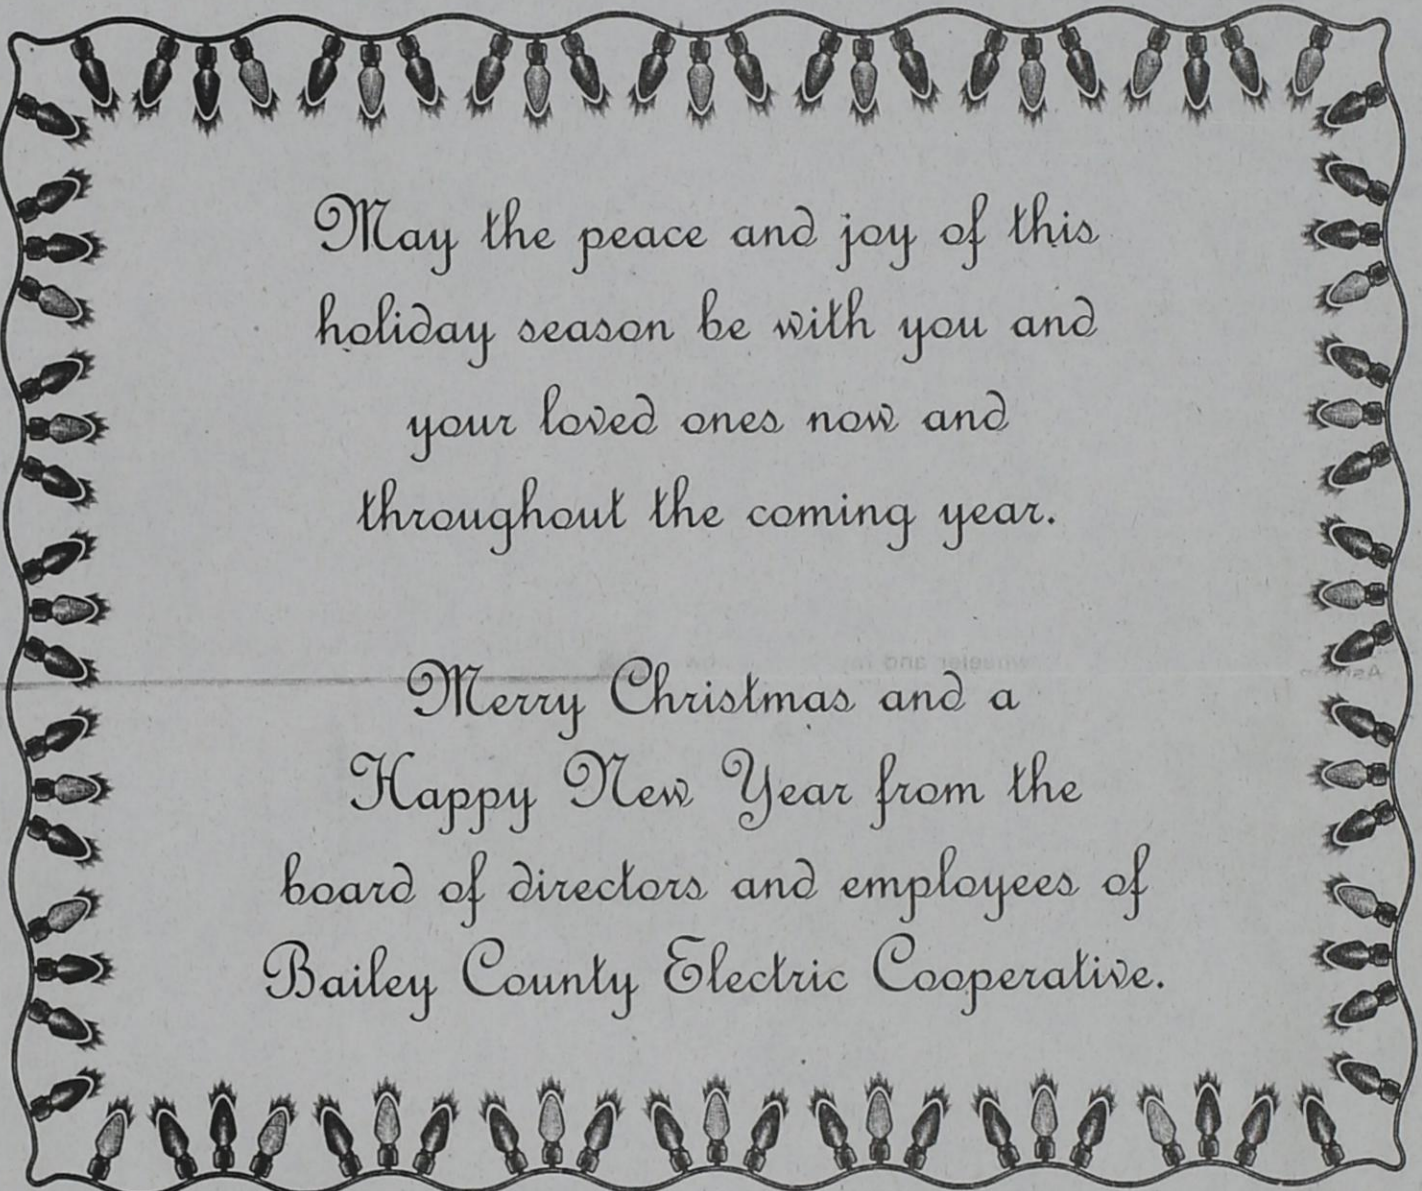 May the peace and joy of this
holiday season be with you and
your loved ones now and
throughout the coming year.
Merry Christmas and a
Happy New Year from the
board of directors and employees of
Bailey County Electric Cooperative.